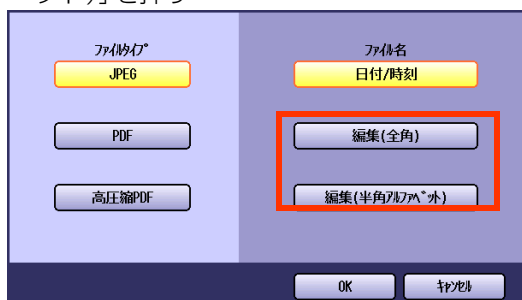 ﾌｧｲﾙﾀｲﾌﾟ
JPEG
PDF
高圧縮PDF
ﾌｧｲﾙ名
日付/時刻
編集(全角)
編集(半角ｱﾙﾌｧﾍﾞｯﾄ)
OK
ｷｬﾝｾﾙ